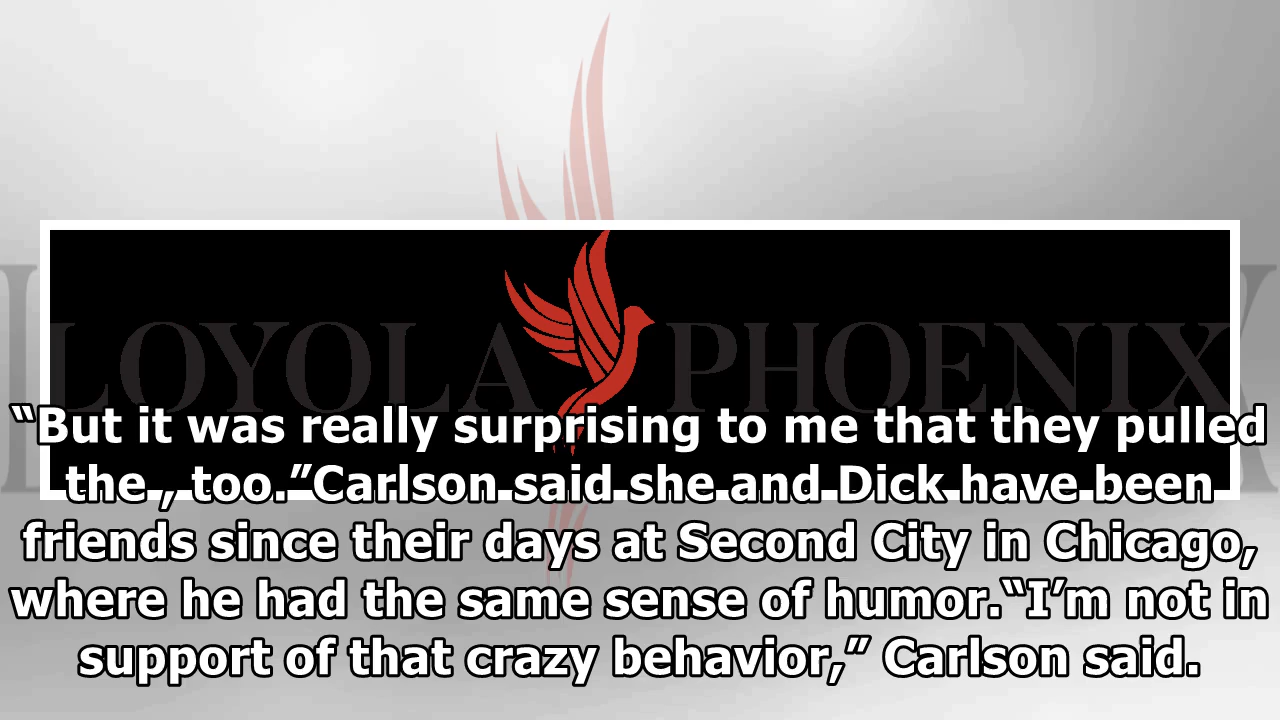 LOYOLA PHOENIX
“But it was really surprising to me that they pulled
the , too.”Carlson said she and Dick have been
friends since their days at Second City in Chicago,
where he had the same sense of humor.“I’m not in
support of that crazy behavior,” Carlson said.